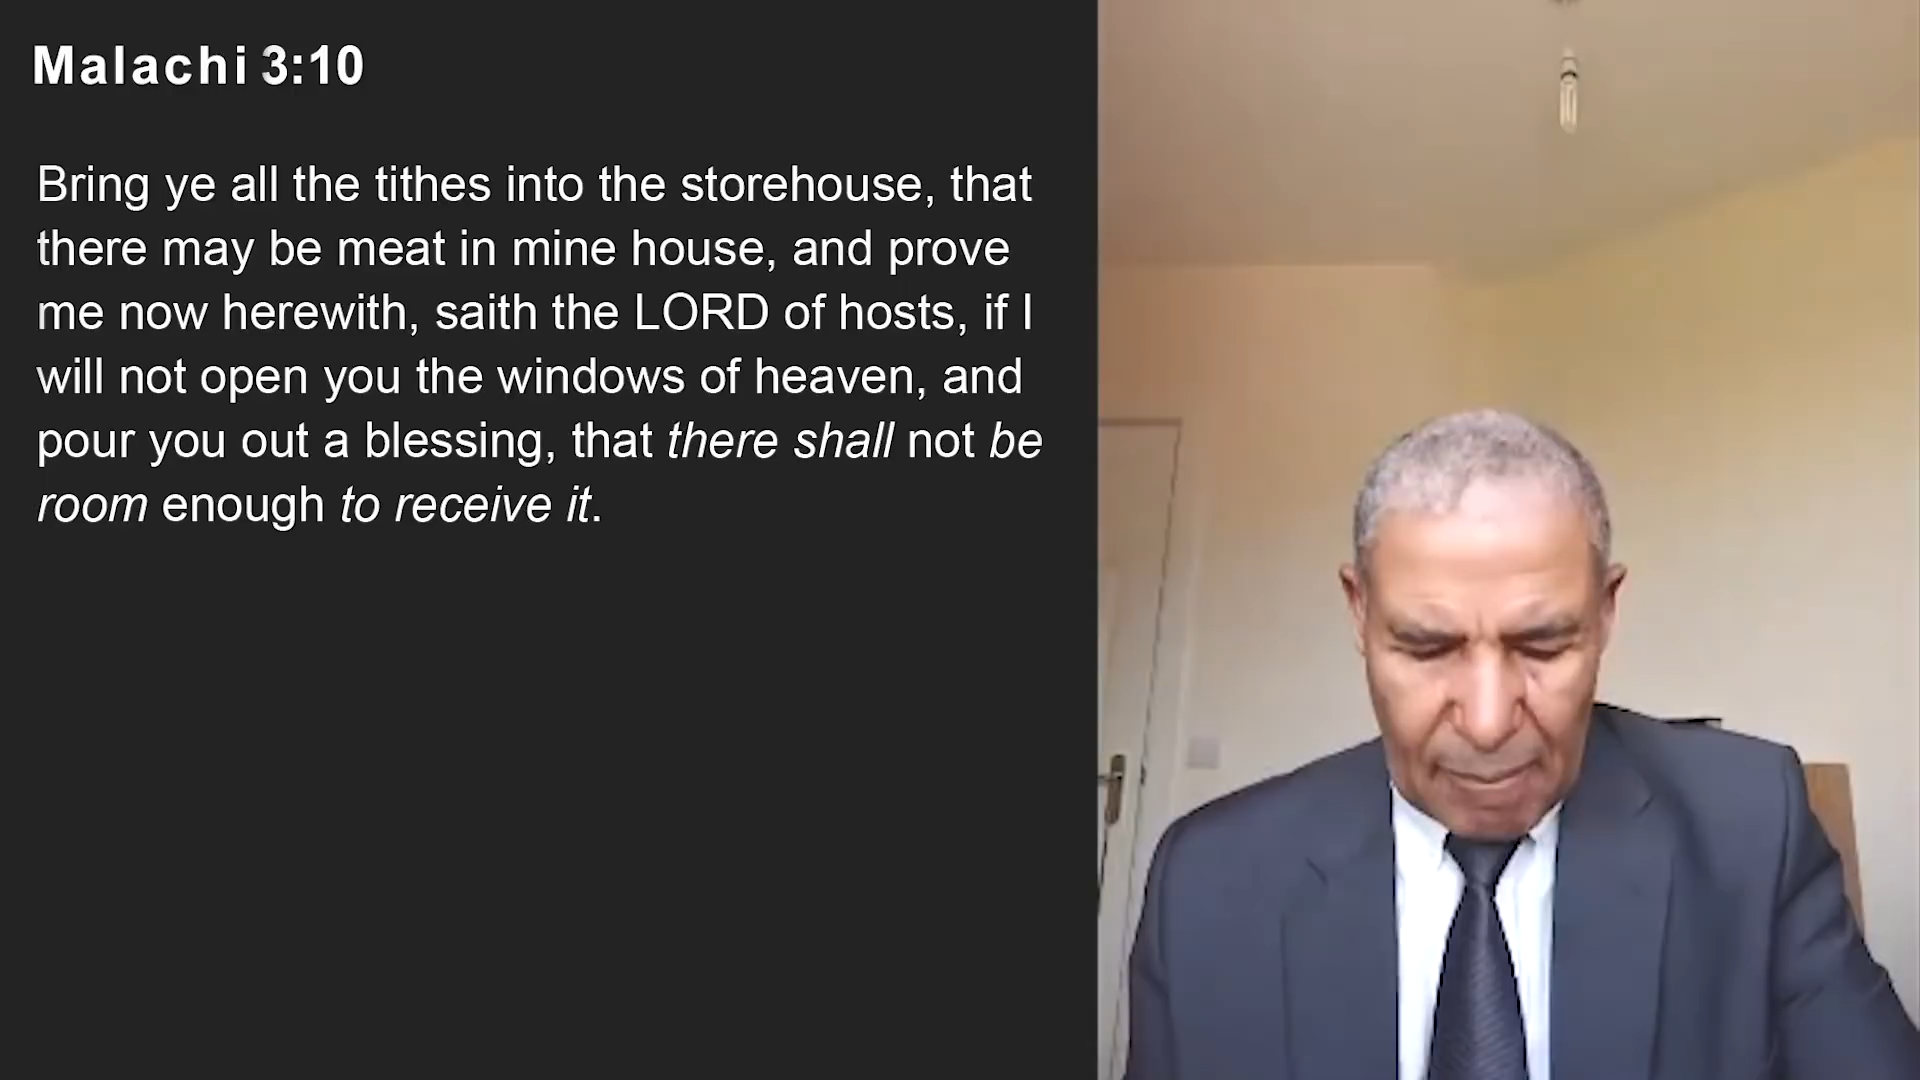 Malachi 3:10
Bring ye all the tithes into the storehouse, that
there may be meat in mine house, and prove
me now herewith, saith the LORD of hosts, if I
will not open you the windows of heaven, and
pour you out a blessing, that there shall not be
room enough to receive it.